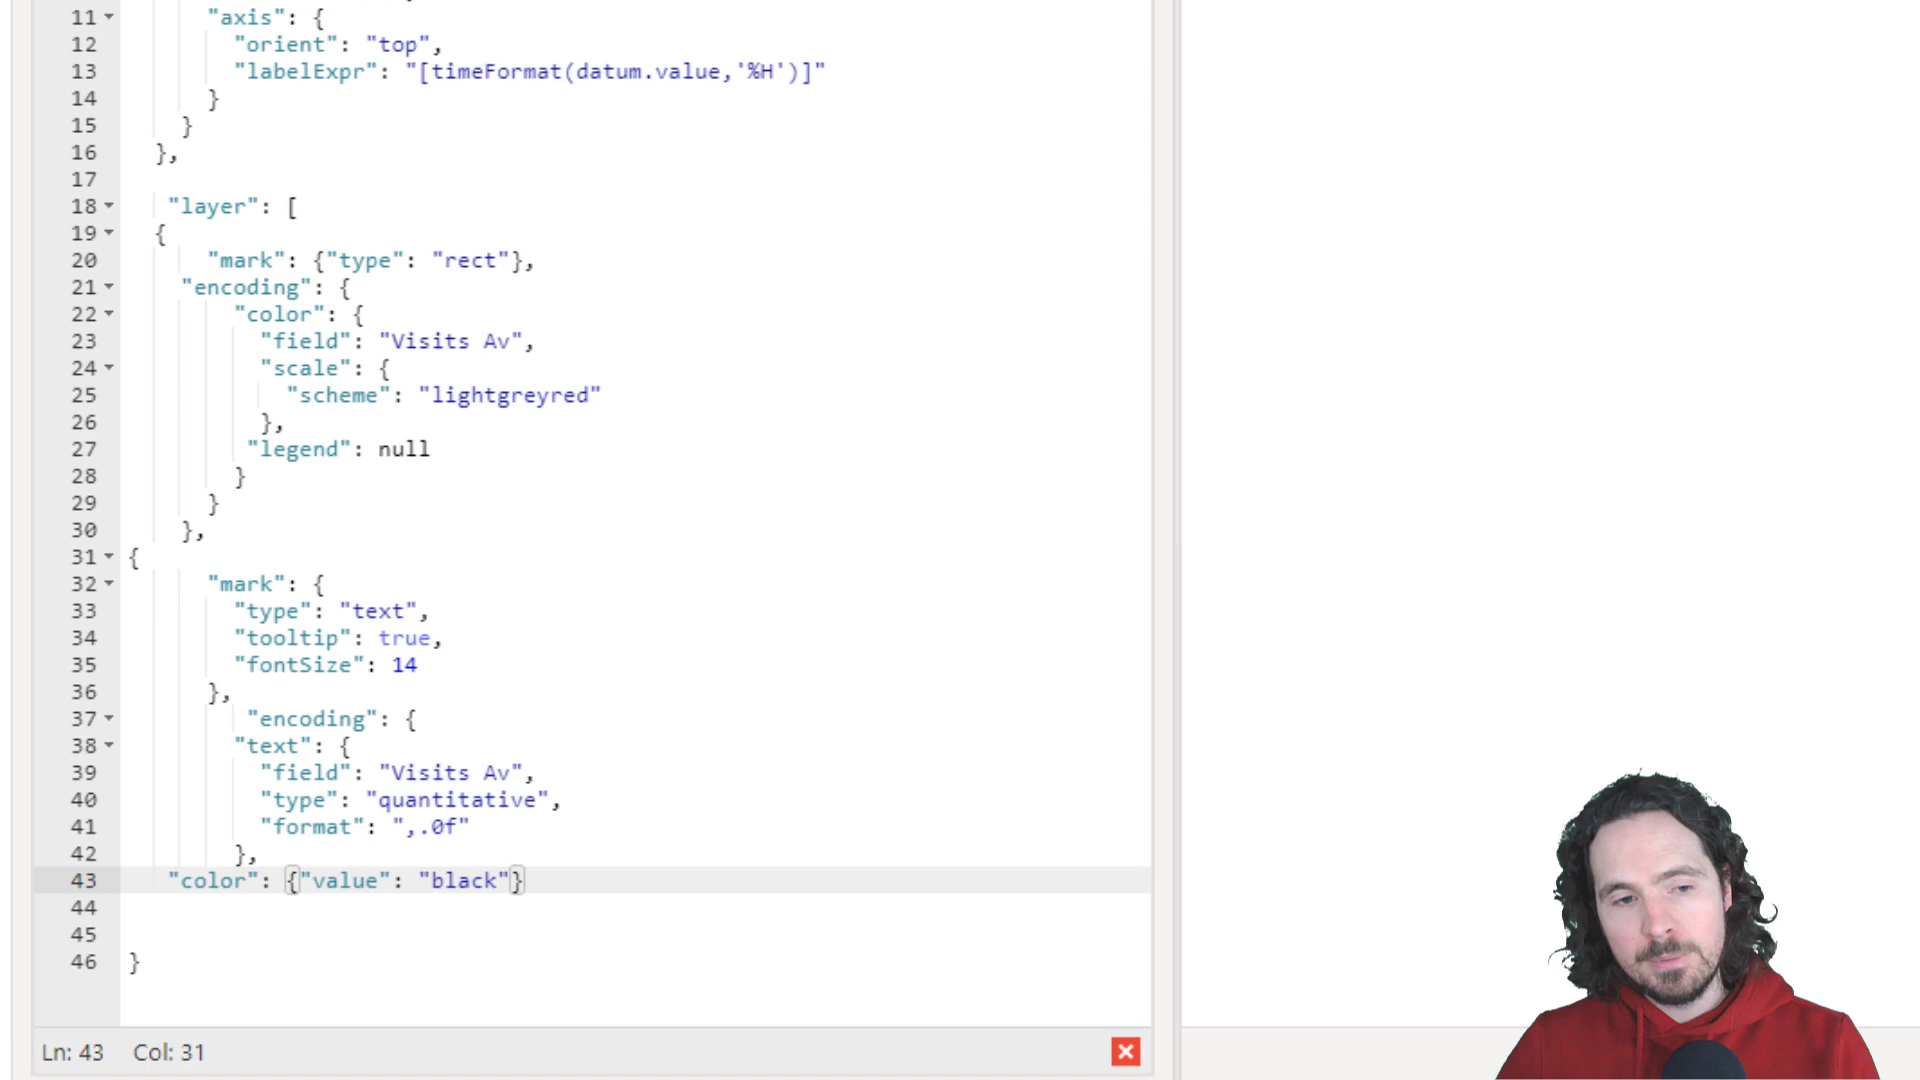 11 "axis": {
12 "orient": "top",
13 "labelExpr": "[timeFormat(datum.value,'%H')]"
14 }
15 }
16 },
17
18 "layer": [
19 {
20 "mark": {"type": "rect"},
21 "encoding": {
22 "color": {
23 "field": "Visits Av",
24 "scale": {
25 "scheme": "lightgreyred"
26 },
27 "legend": null
28 }
29 }
30 },
31 {
32 "mark": {
33 "type": "text",
34 "tooltip": true,
35 "fontSize": 14
36 },
37 "encoding": {
38 "text": {
39 "field": "Visits Av",
40 "type": "quantitative",
41 "format": ",.0f"
42 },
43 "color": {"value": "black"}
44
45
46 }
Ln: 43 Col: 31